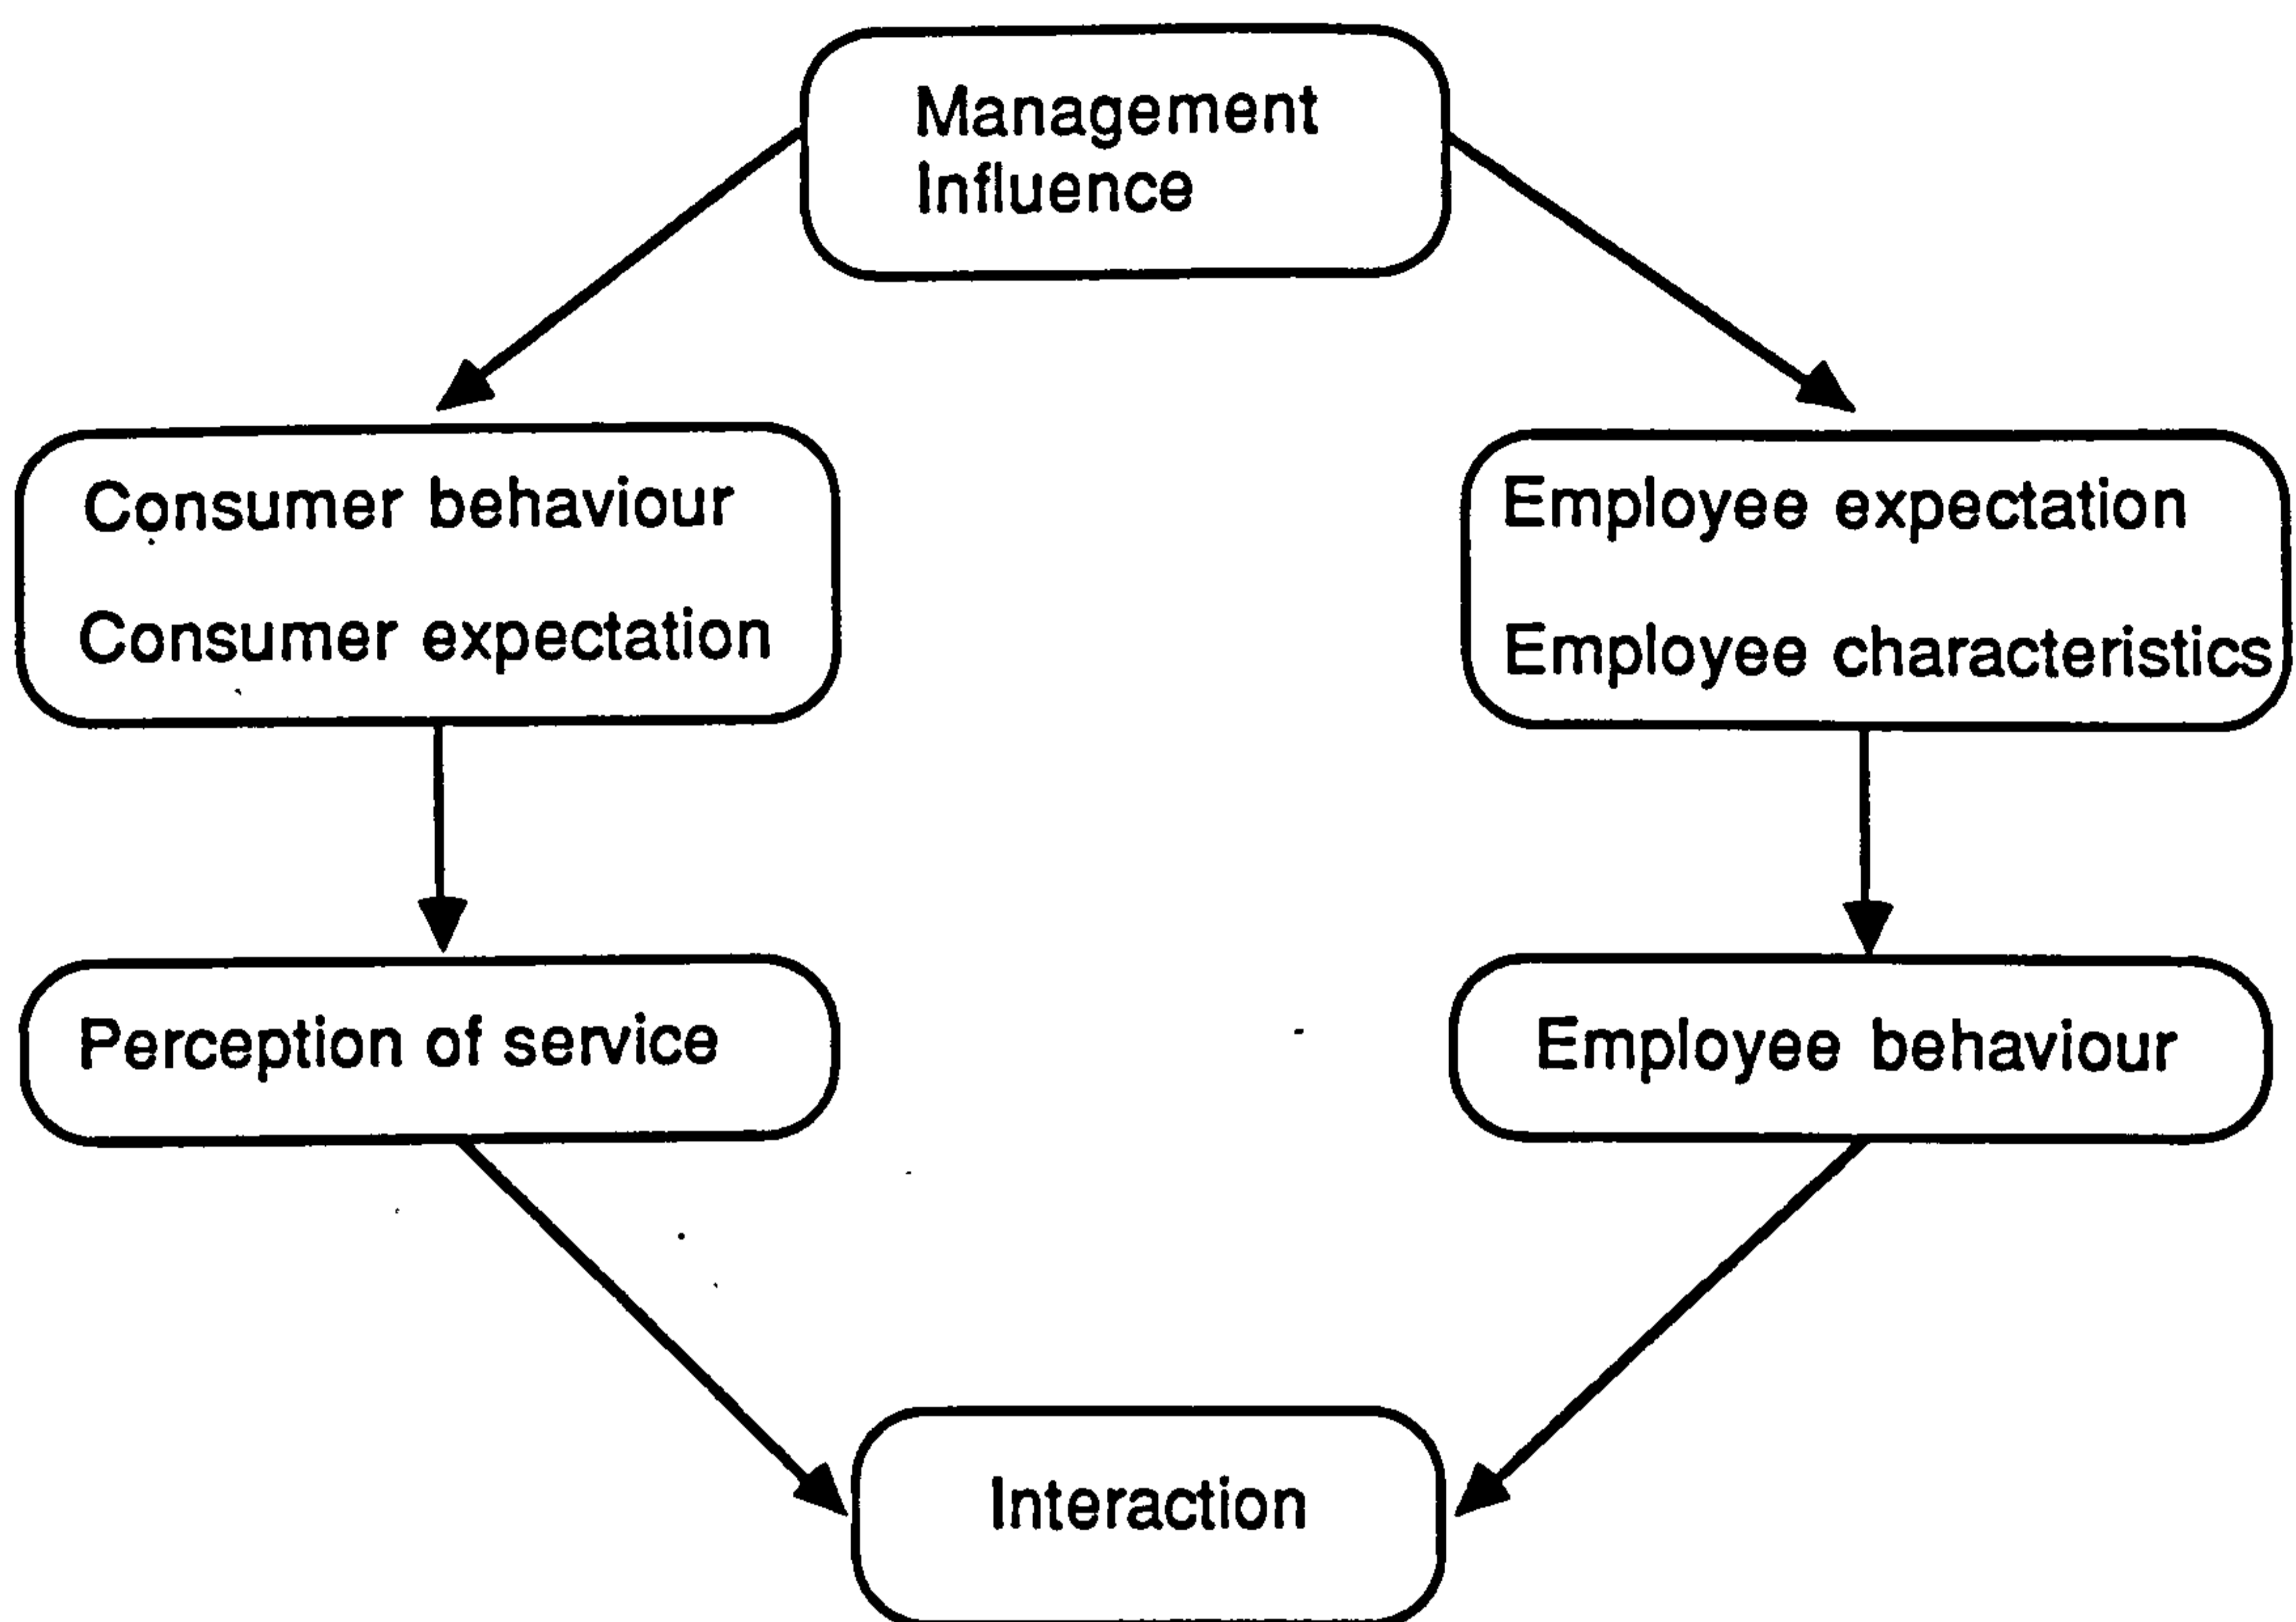 Management
Influence
Consumer behaviour
Consumer expectation
Employee expectation
Employee characteristics
Perception of service
Employee behaviour
Interaction